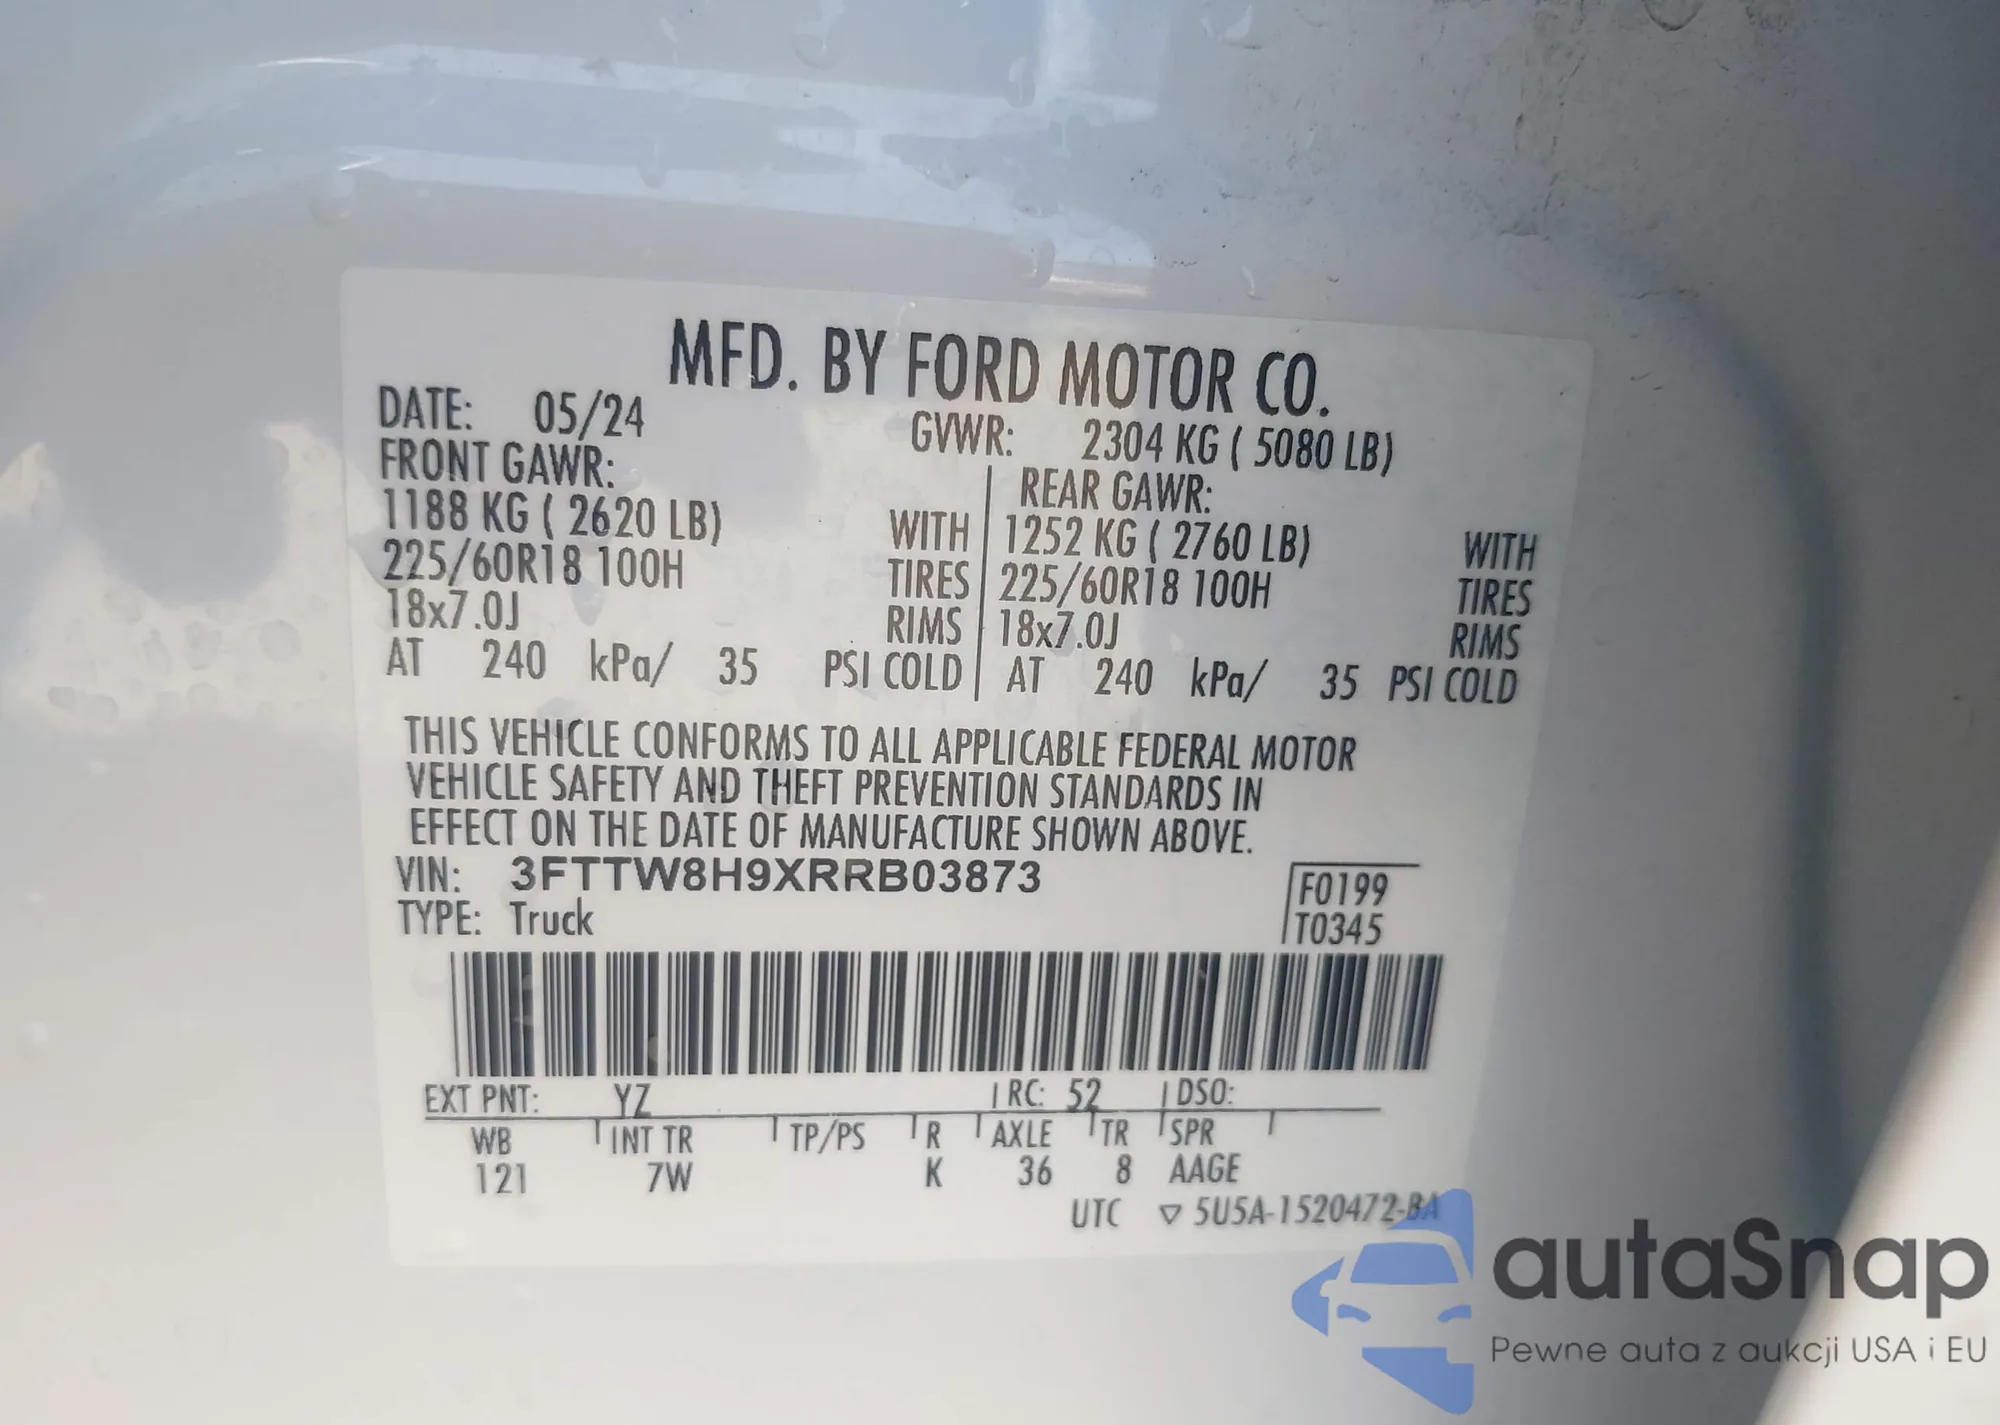 MFD. BY FORD MOTOR CO.
DATE: 05/24 GVWR: 2304 KG ( 5080 LB)
FRONT GAWR: REAR GAWR:
1188 KG ( 2620 LB) WITH 1252 KG ( 2760 LB) WITH
225/60R18 100H TIRES 225/60R18 100H TIRES
18x7.0J RIMS 18x7.0J RIMS
AT 240 kPa/ 35 PSI COLD AT 240 kPa/ 35 PSI COLD
THIS VEHICLE CONFORMS TO ALL APPLICABLE FEDERAL MOTOR
VEHICLE SAFETY AND THEFT PREVENTION STANDARDS IN
EFFECT ON THE DATE OF MANUFACTURE SHOWN ABOVE.
VIN: 3FTTW8H9XRRB03873
TYPE: Truck
F0199
T0345
EXT PNT: YZ RC: 52 DSO:
WB INT TR TP/PS R AXLE TR SPR
121 7W K 36 8 AAGE
UTC ▽ 5U5A-1520472-BA
autaSnap
Pewne auta z aukcji USA i EU